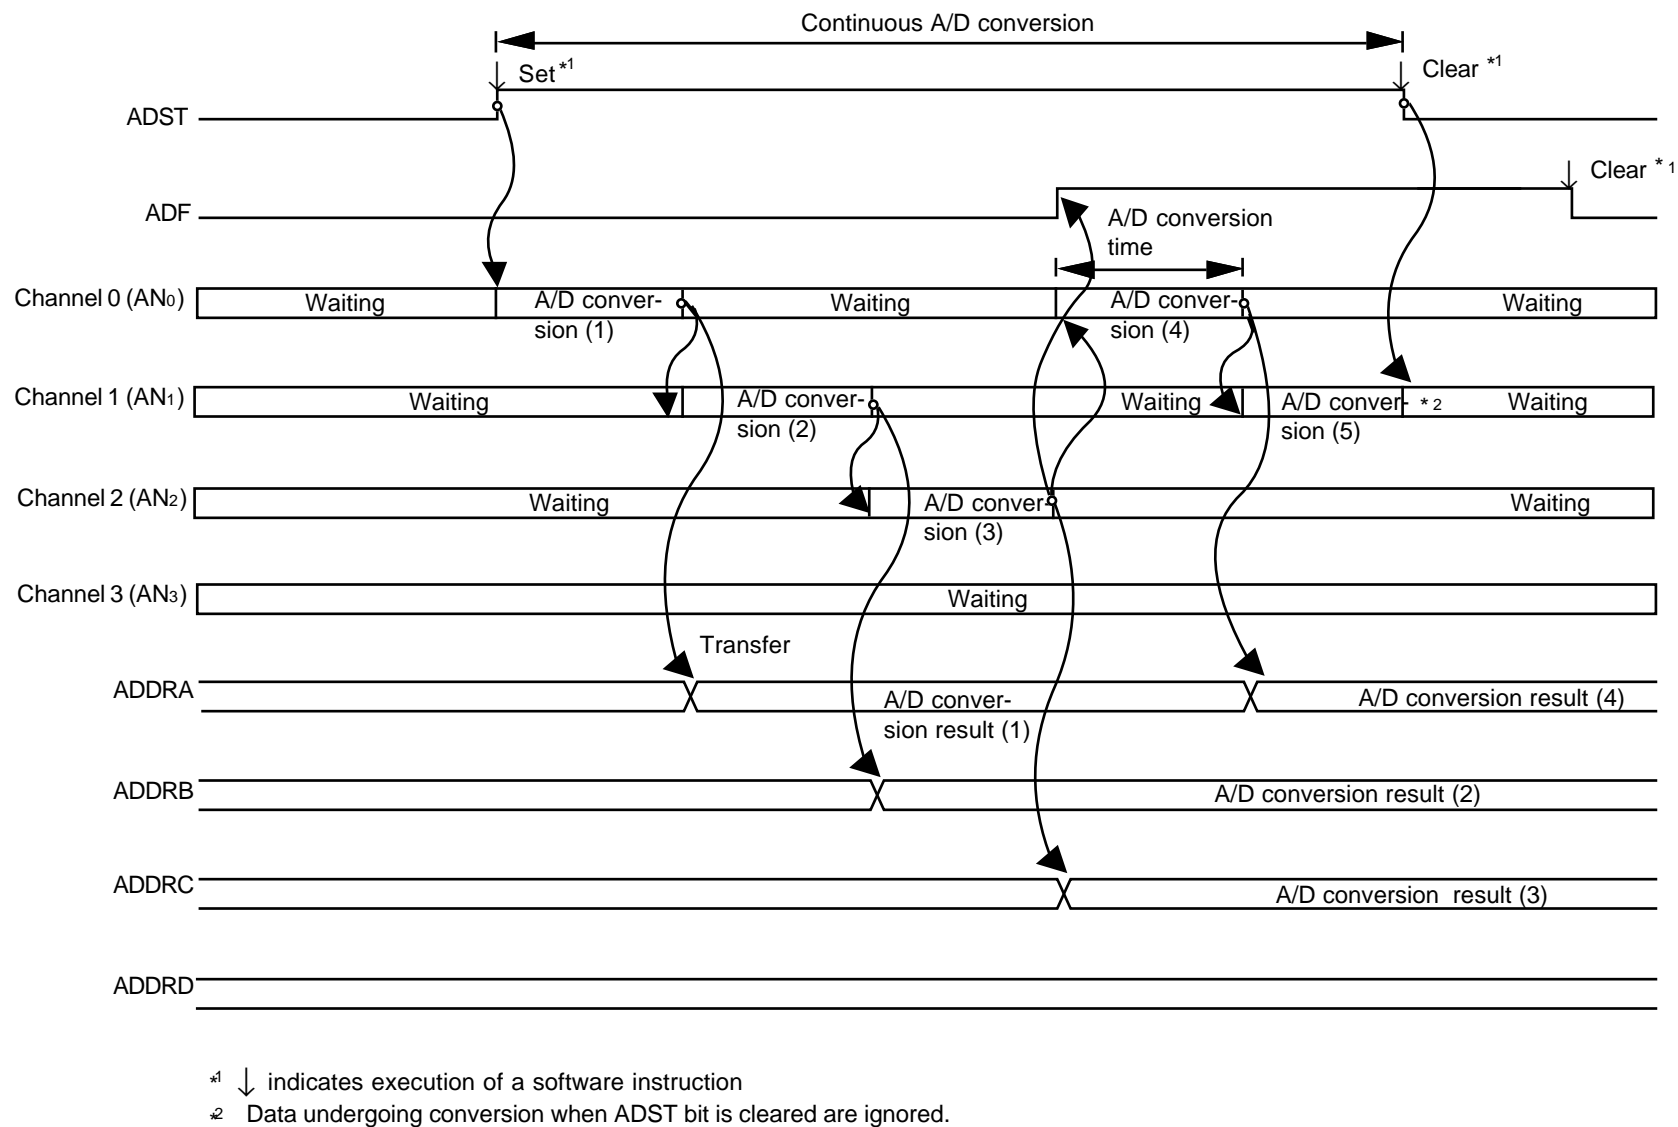 Continuous A/D conversion
Set *1
Clear *1
ADST
Clear *1
ADF
A/D conversion
time
Channel 0 (AN0)
Waiting
A/D conver-
sion (1)
Waiting
A/D conver-
sion (4)
Waiting
Channel 1 (AN1)
Waiting
A/D conver-
sion (2)
Waiting
A/D conver-
sion (5)
*2
Waiting
Channel 2 (AN2)
Waiting
A/D conver-
sion (3)
Waiting
Channel 3 (AN3)
Waiting
Transfer
ADDRA
A/D conver-
sion result (1)
A/D conversion result (4)
ADDRB
A/D conversion result (2)
ADDRC
A/D conversion result (3)
ADDRD
*1 ↓ indicates execution of a software instruction
*2 Data undergoing conversion when ADST bit is cleared are ignored.